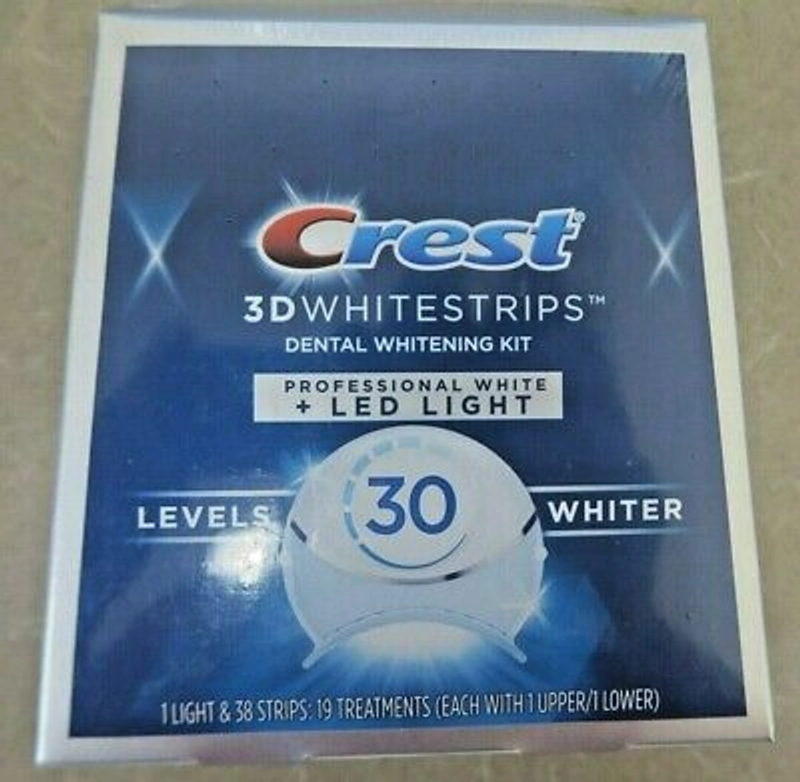 Crest®
3DWHITESTRIPS™
DENTAL WHITENING KIT
PROFESSIONAL WHITE
+ LED LIGHT
LEVELS 30 WHITER
1 LIGHT & 38 STRIPS: 19 TREATMENTS (EACH WITH 1 UPPER/1 LOWER)